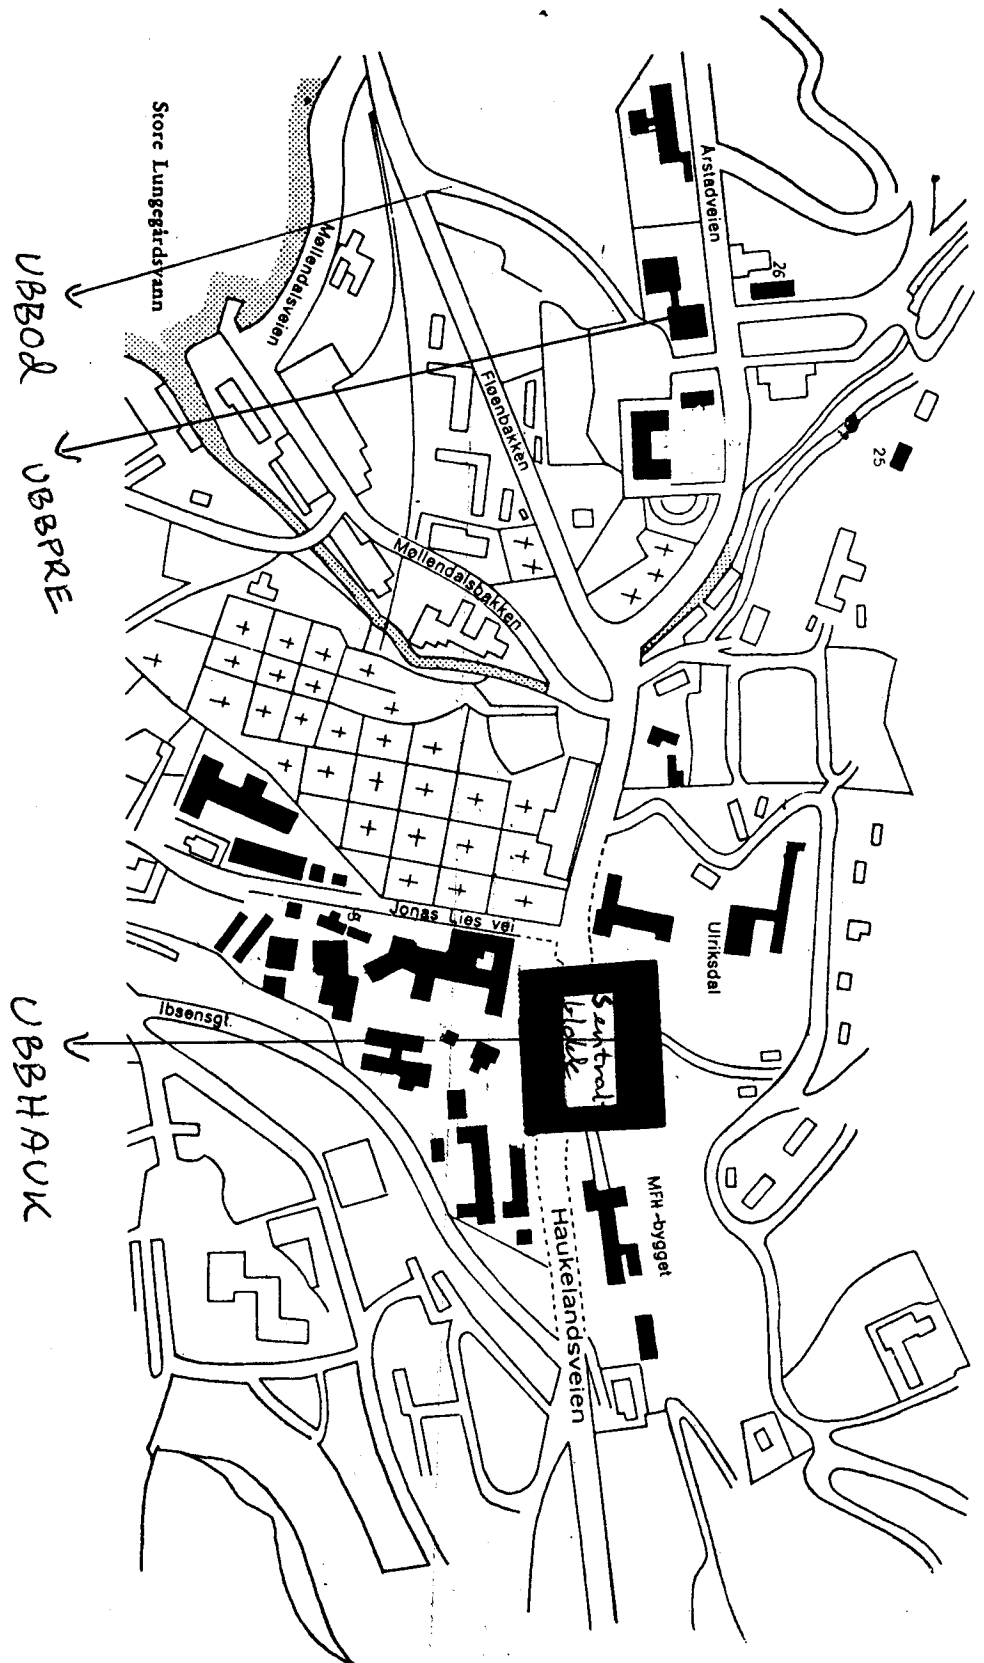 Store Lungegårdsvann
Møllendalsveien
Årstadveien
26
25
Fløenbakken
Møllendalsbakken
Jonas Lies vei
Ulriksdal
Sentral-
blokk
Ibsensgt.
MFH-bygget
Haukelandsveien
UBBOD
UBBPRE
UBBHAUK